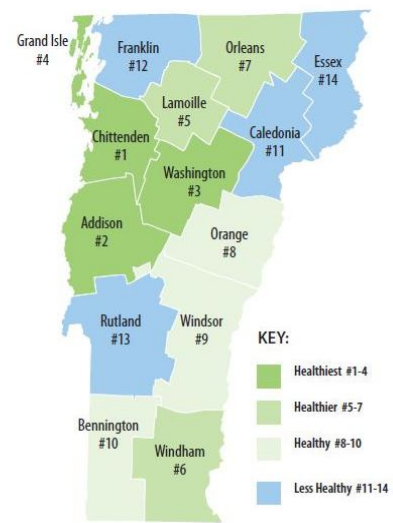 Grand Isle
#4
Franklin
#12
Orleans
#7
Essex
#14
Lamoille
#5
Chittenden
#1
Caledonia
#11
Washington
#3
Addison
#2
Orange
#8
Rutland
#13
Windsor
#9
KEY:
Healthiest #1-4
Healthier #5-7
Healthy #8-10
Less Healthy #11-14
Bennington
#10
Windham
#6